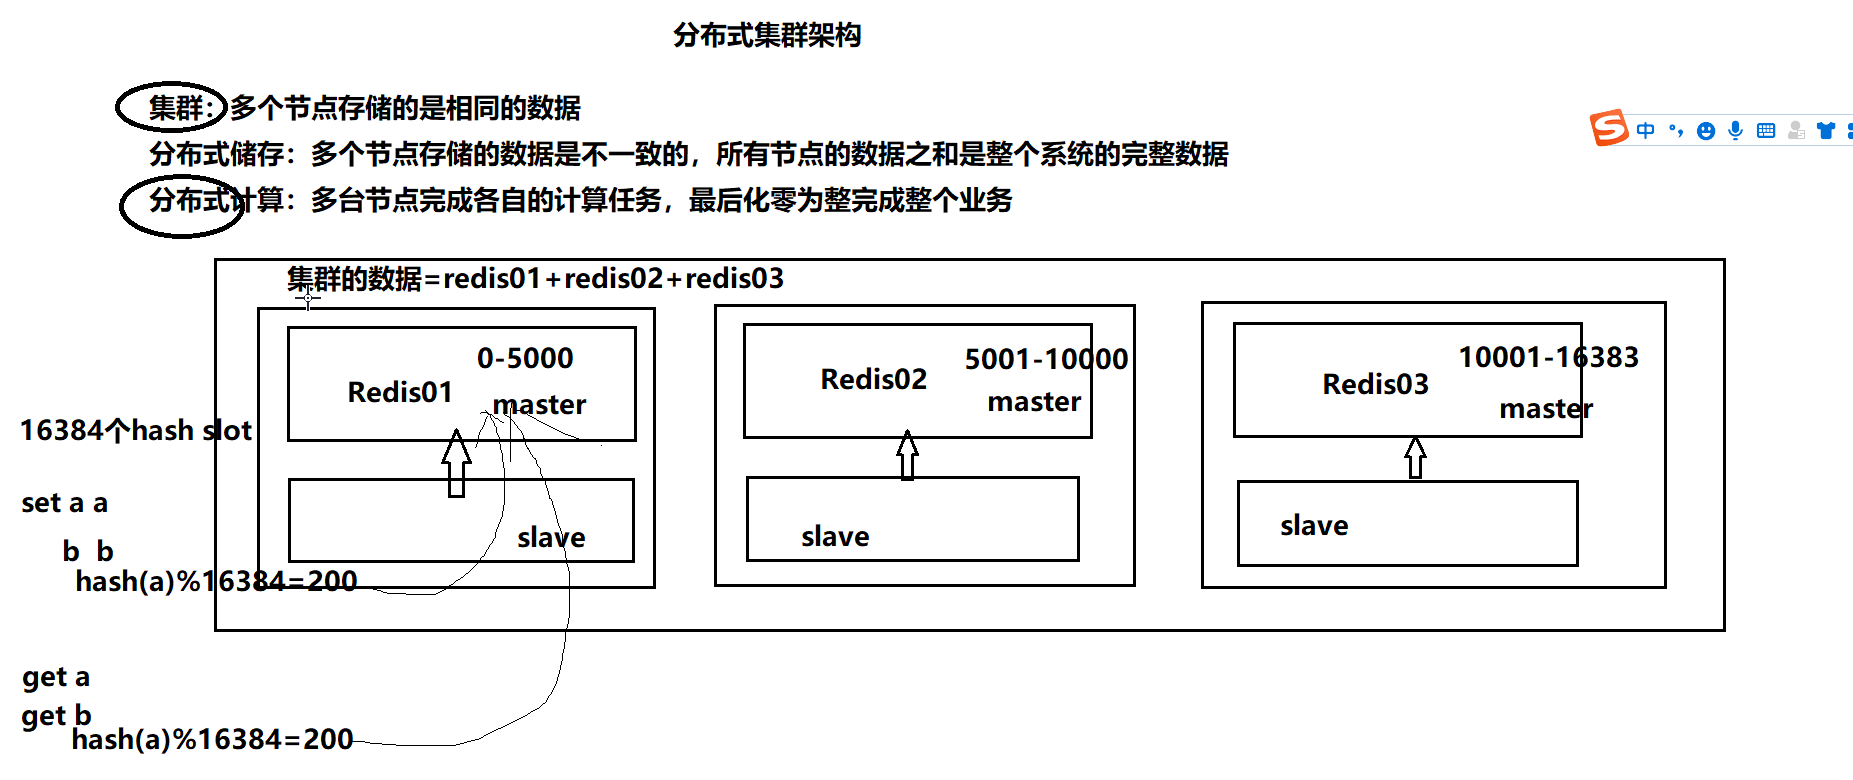 分布式集群架构
集群：多个节点存储的是相同的数据
分布式储存：多个节点存储的数据是不一致的，所有节点的数据之和是整个系统的完整数据
分布式计算：多台节点完成各自的计算任务，最后化零为整完成整个业务
中
集群的数据=redis01+redis02+redis03
0-5000
Redis01
master
slave
5001-10000
Redis02
master
slave
10001-16383
Redis03
master
slave
16384个hash slot
set a a
b b
hash(a)%16384=200
get a
get b
hash(a)%16384=200